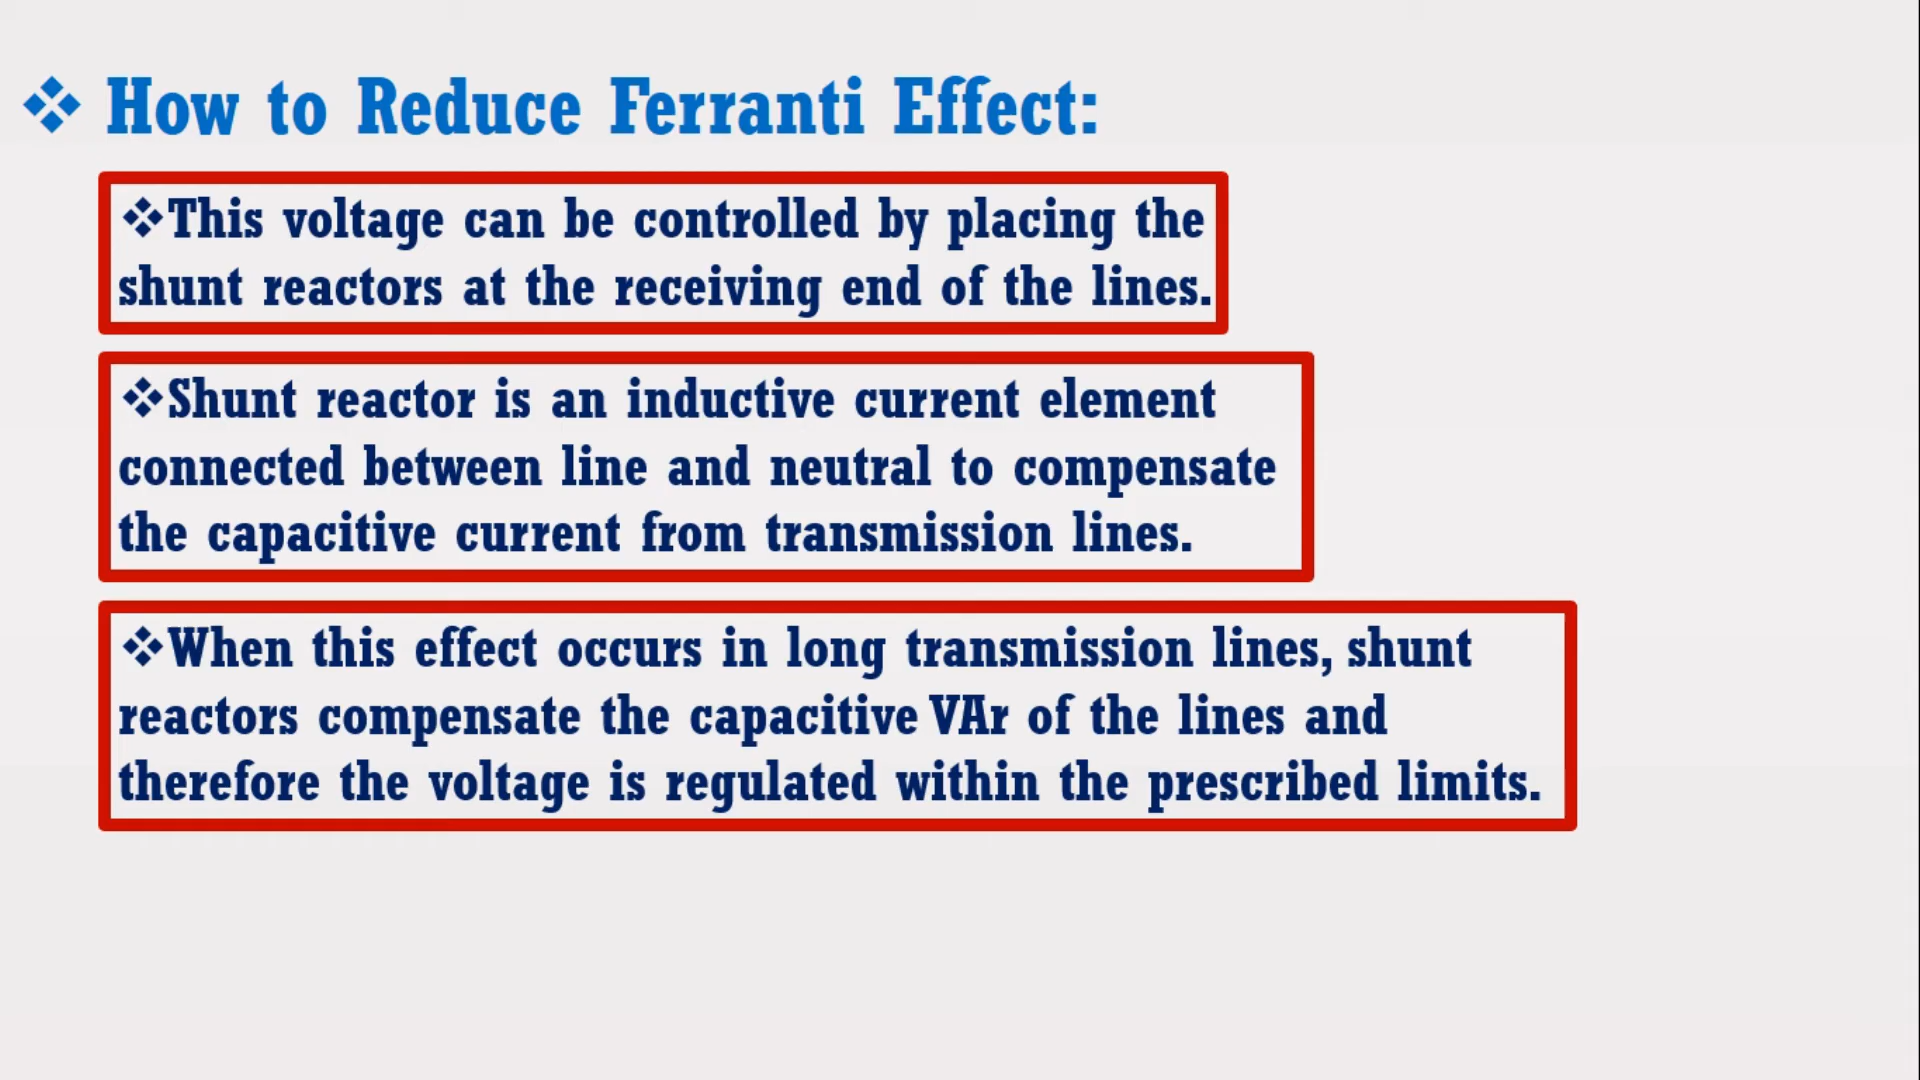 ❖ How to Reduce Ferranti Effect:
❖This voltage can be controlled by placing the
shunt reactors at the receiving end of the lines.
❖Shunt reactor is an inductive current element
connected between line and neutral to compensate
the capacitive current from transmission lines.
❖When this effect occurs in long transmission lines, shunt
reactors compensate the capacitive VAr of the lines and
therefore the voltage is regulated within the prescribed limits.